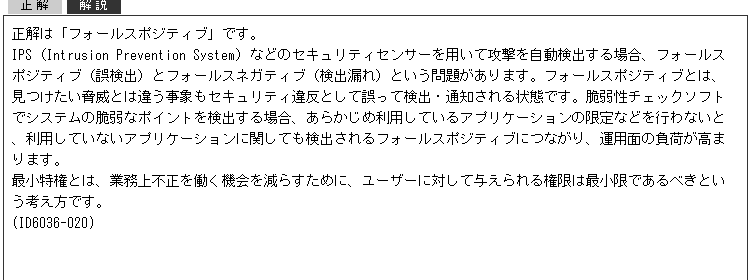 正解 解説
正解は「フォールスポジティブ」です。
IPS（Intrusion Prevention System）などのセキュリティセンサーを用いて攻撃を自動検出する場合、フォールス
ポジティブ（誤検出）とフォールスネガティブ（検出漏れ）という問題があります。フォールスポジティブとは、
見つけたい脅威とは違う事象もセキュリティ違反として誤って検出・通知される状態です。脆弱性チェックソフト
でシステムの脆弱なポイントを検出する場合、あらかじめ利用しているアプリケーションの限定などを行わないと
、利用していないアプリケーションに関しても検出されるフォールスポジティブにつながり、運用面の負荷が高ま
ります。
最小特権とは、業務上不正を働く機会を減らすために、ユーザーに対して与えられる権限は最小限であるべきとい
う考え方です。
(ID6036-020)